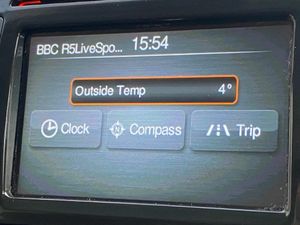 BBC R5LiveSpo... 15:54
Outside Temp 4°
Clock N Compass Trip